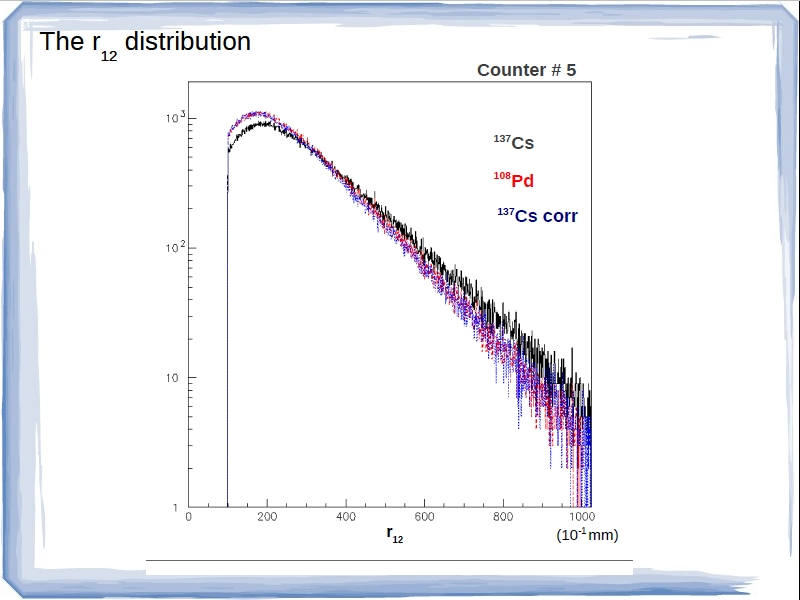 The r12 distribution
Counter # 5
10³
137Cs
108Pd
137Cs corr
10²
10
1
0 200 400 600 800 1000
r12 (10⁻¹mm)